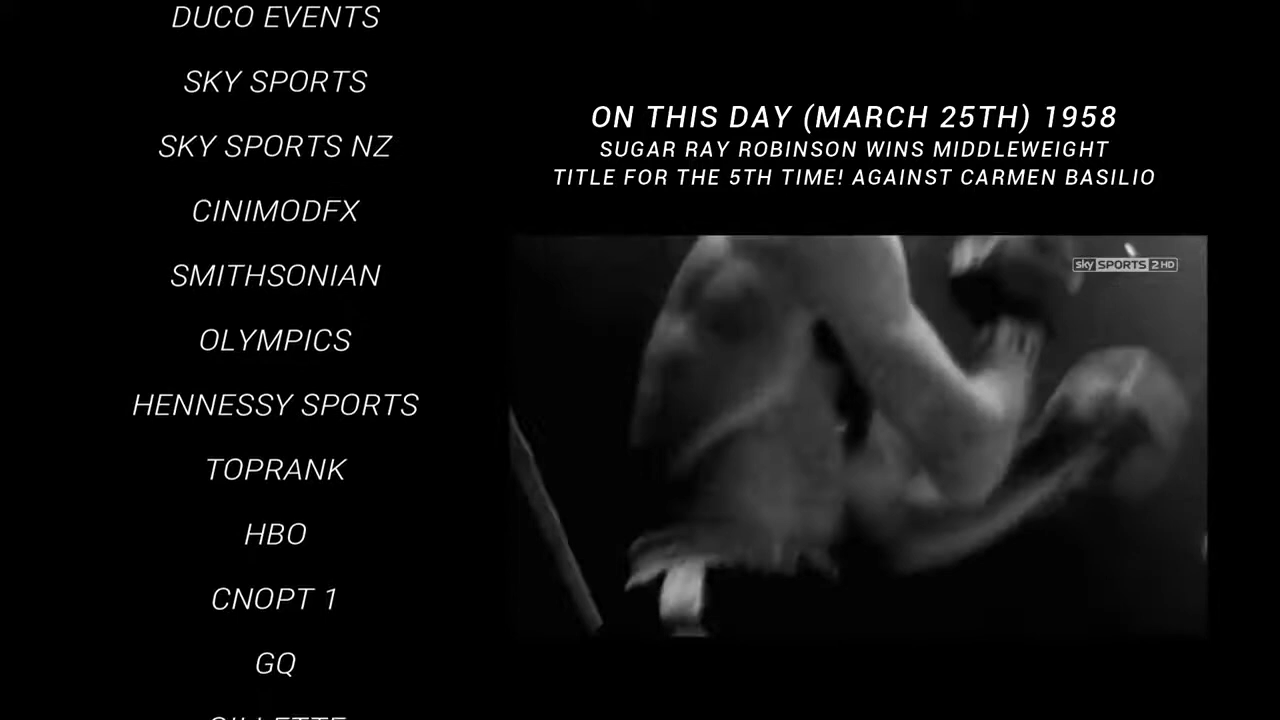 DUCO EVENTS
SKY SPORTS
SKY SPORTS NZ
CINIMODFX
SMITHSONIAN
OLYMPICS
HENNESSY SPORTS
TOPRANK
HBO
CNOPT 1
GQ
GILLETTE
ON THIS DAY (MARCH 25TH) 1958
SUGAR RAY ROBINSON WINS MIDDLEWEIGHT
TITLE FOR THE 5TH TIME! AGAINST CARMEN BASILIO
sky SPORTS 2 HD